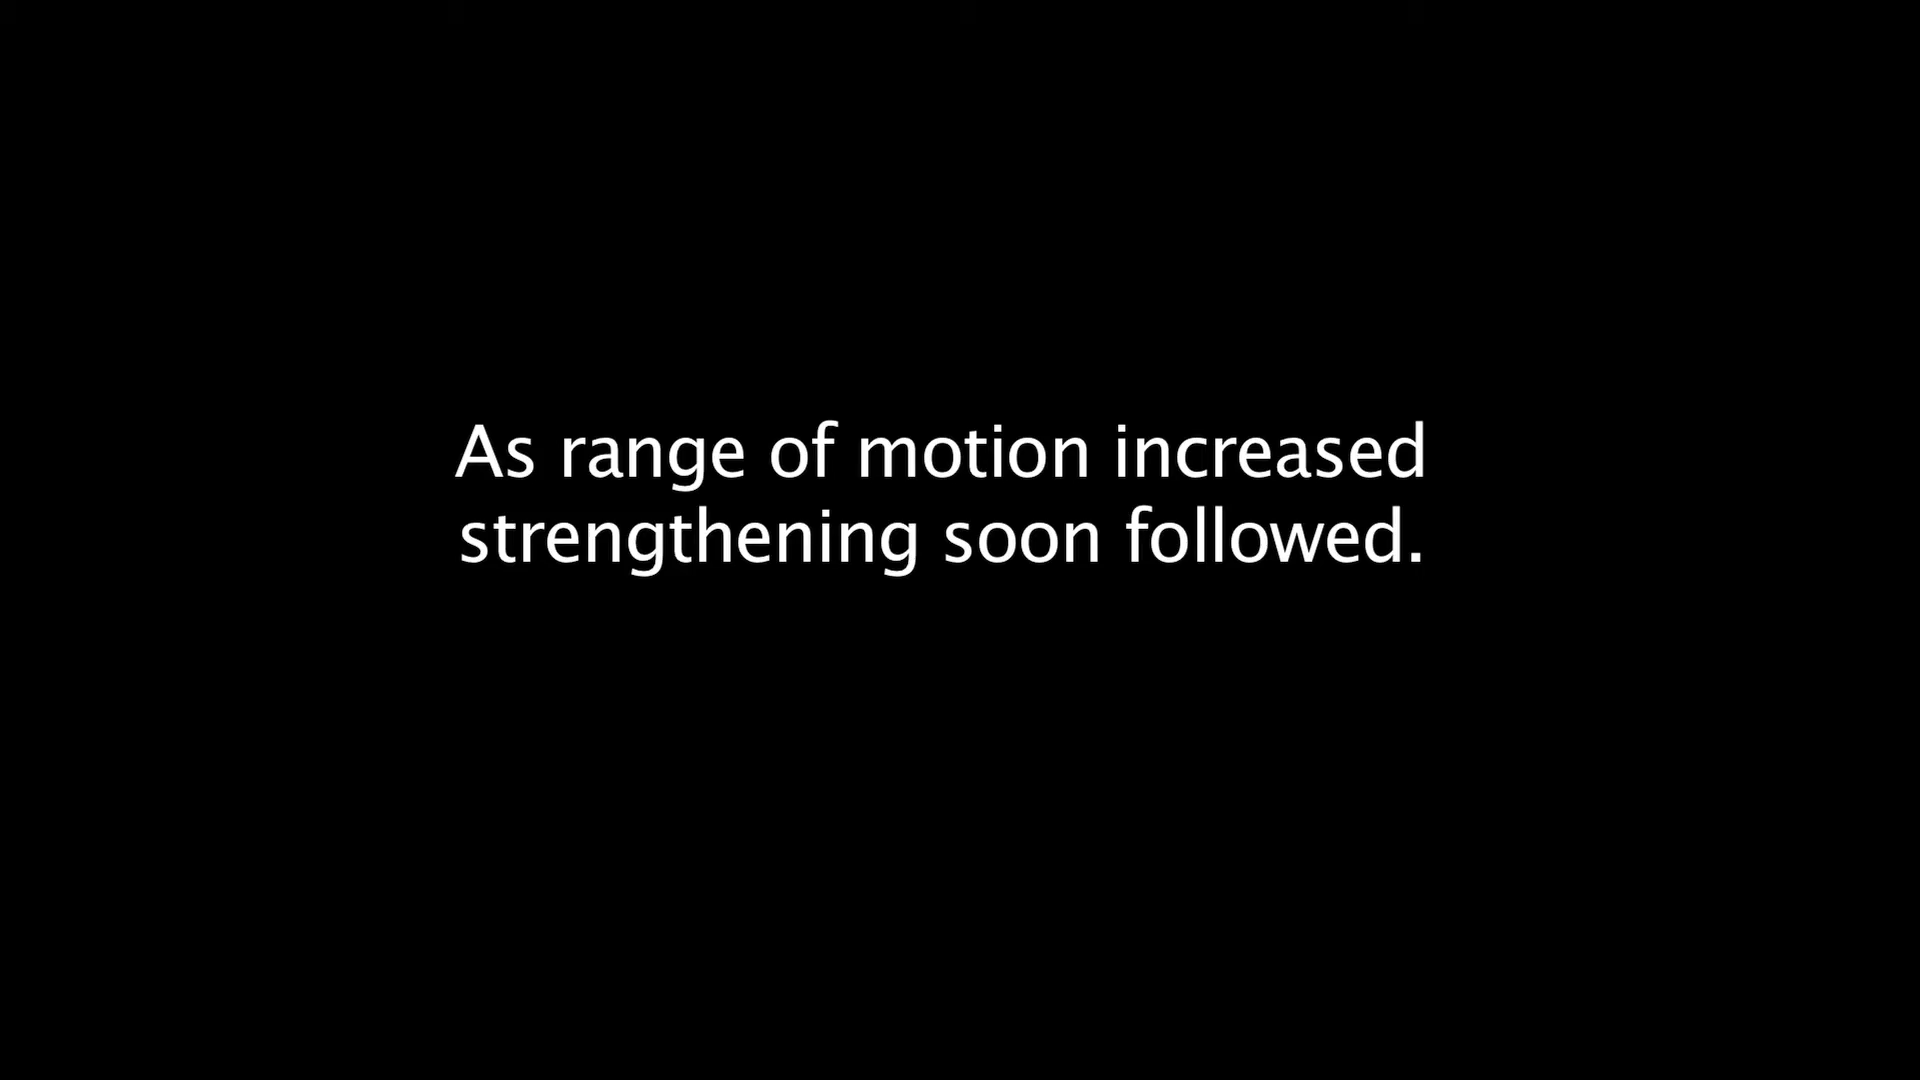 As range of motion increased
strengthening soon followed.